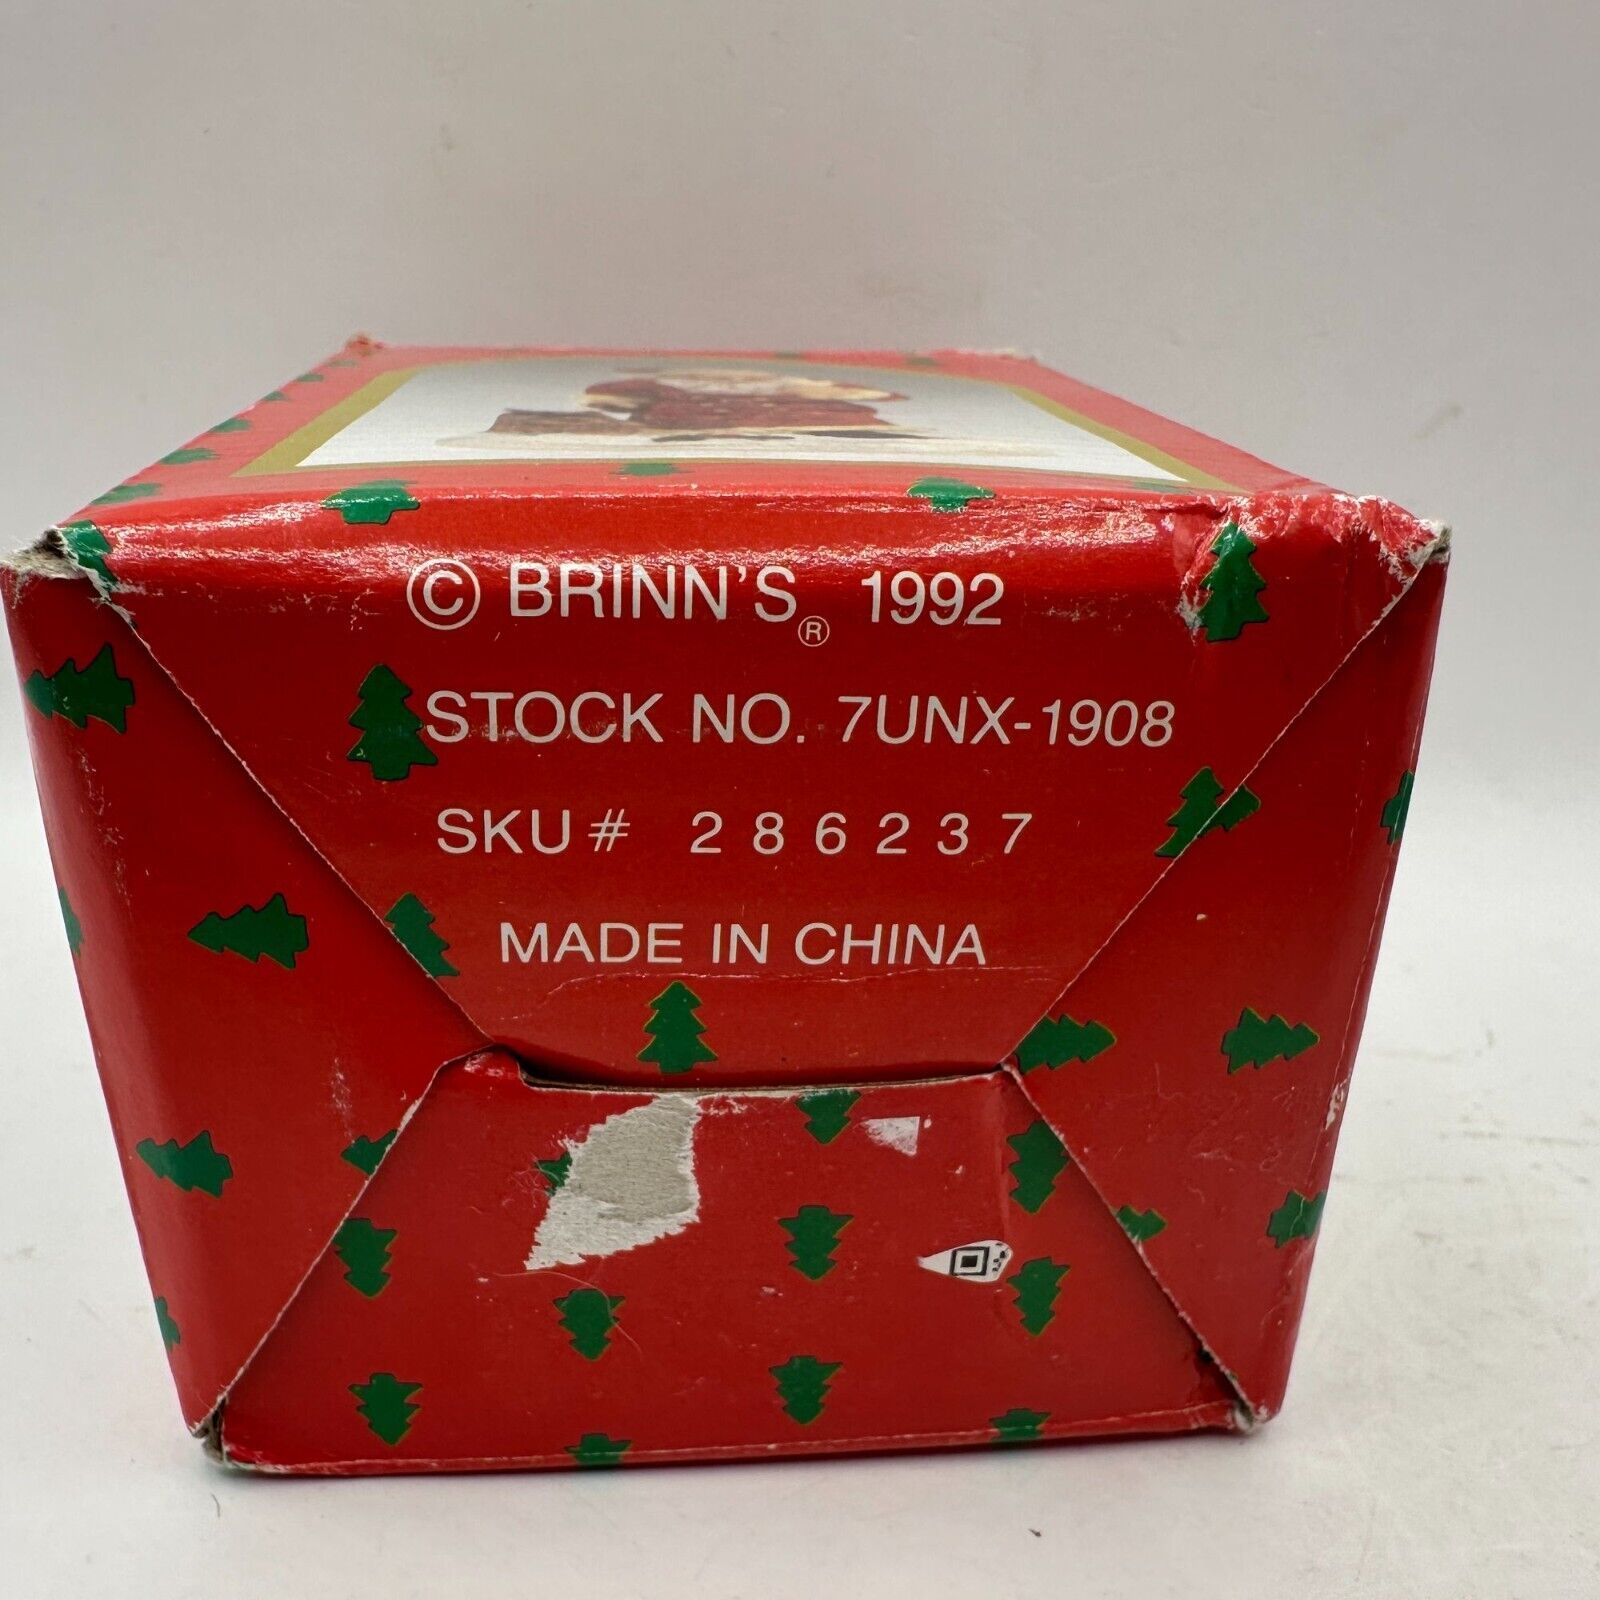 © BRINN'S® 1992
STOCK NO. 7UNX-1908
SKU # 286237
MADE IN CHINA